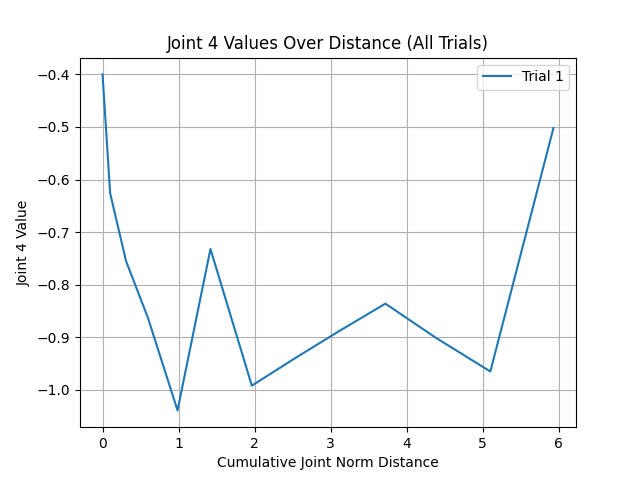 Joint 4 Values Over Distance (All Trials)
Trial 1
Joint 4 Value
−0.4
−0.5
−0.6
−0.7
−0.8
−0.9
−1.0
0 1 2 3 4 5 6
Cumulative Joint Norm Distance